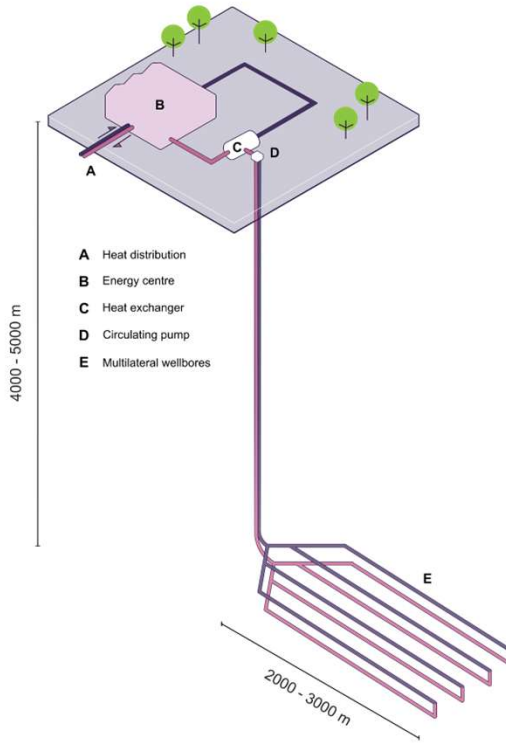 B
C
D
A
A Heat distribution
B Energy centre
C Heat exchanger
D Circulating pump
E Multilateral wellbores
4000 - 5000 m
E
2000 - 3000 m